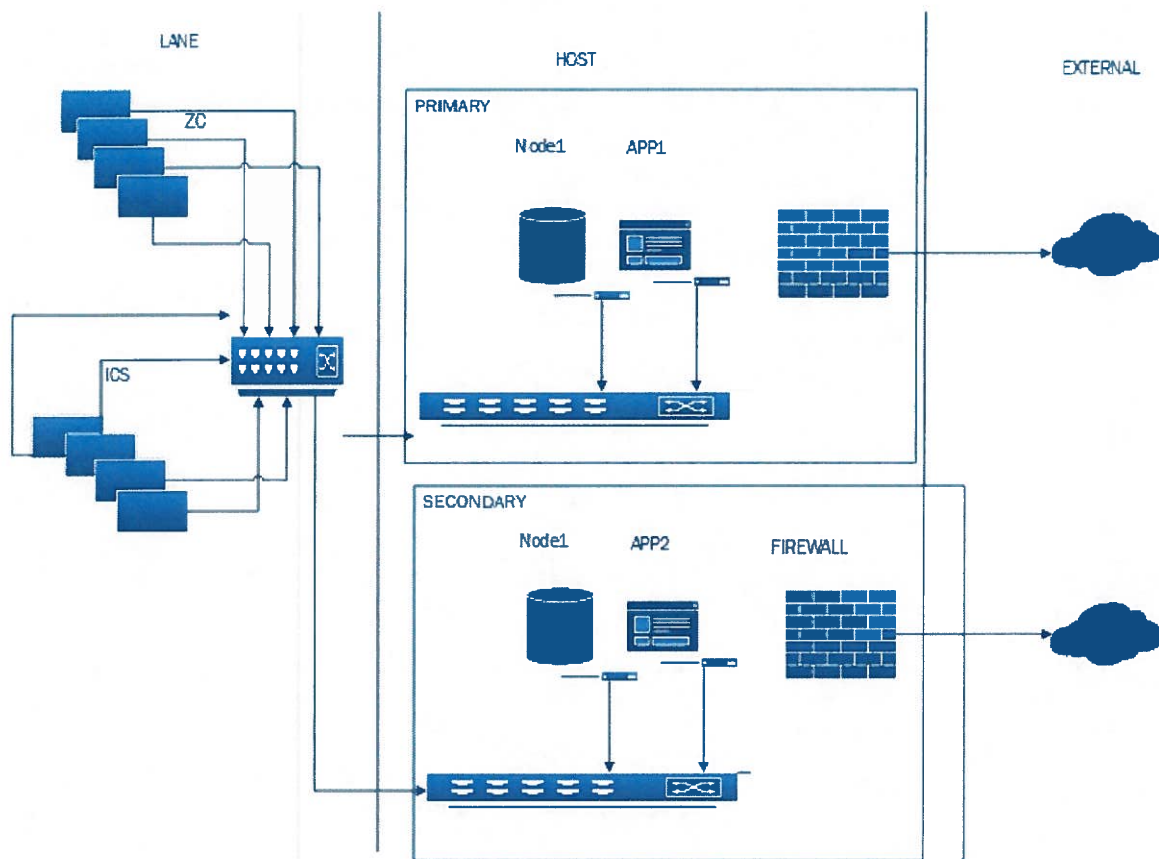 LANE
HOST
EXTERNAL
PRIMARY
ZC
Node1
APP1
ICS
SECONDARY
Node1
APP2
FIREWALL